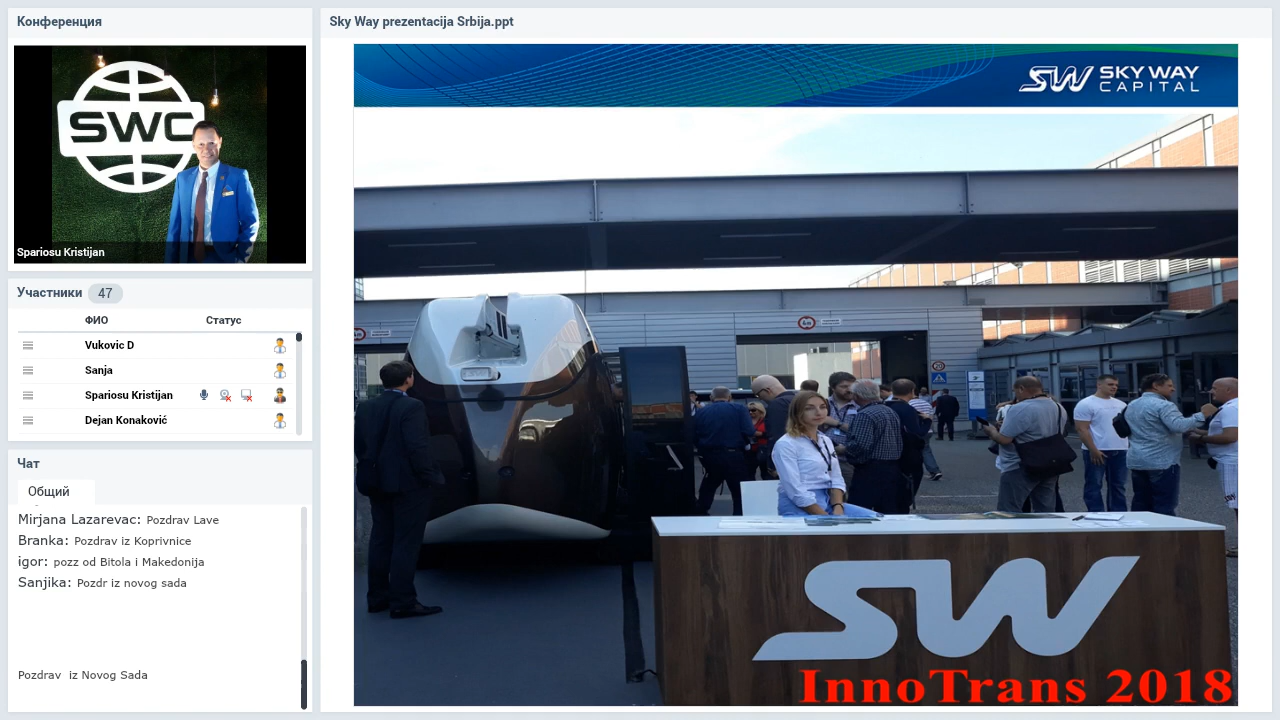 Конференция
SWC
Spariosu Kristijan
Участники 47
ФИО Статус
Vukovic D
Sanja
Spariosu Kristijan
Dejan Konaković
Чат
Общий
Mirjana Lazarevac: Pozdrav Lave
Branka: Pozdrav iz Koprivnice
igor: pozz od Bitola i Makedonija
Sanjika: Pozdr iz novog sada
Pozdrav iz Novog Sada
Sky Way prezentacija Srbija.ppt
SW SKY WAY
CAPITAL
SW
InnoTrans 2018